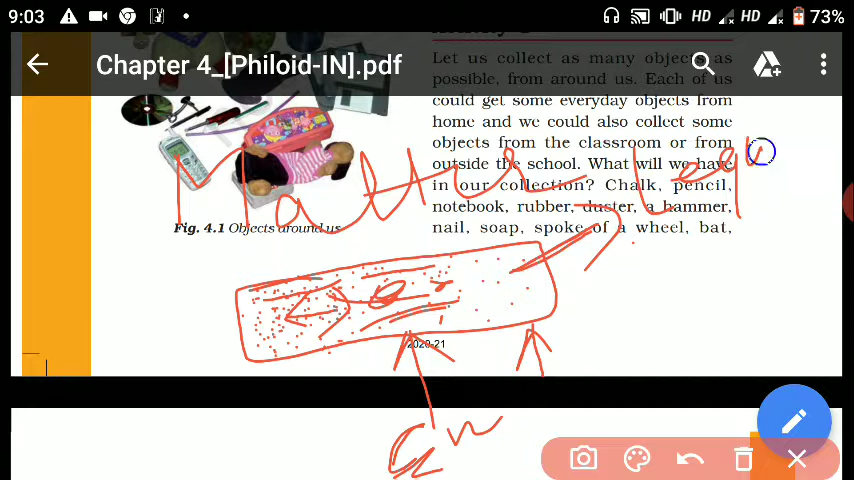 9:03 HD HD 73%
Chapter 4_[Philoid-IN].pdf
Let us collect as many objects as
possible, from around us. Each of us
could get some everyday objects from
home and we could also collect some
objects from the classroom or from
outside the school. What will we have
in our collection? Chalk, pencil,
notebook, rubber, duster, a hammer,
nail, soap, spoke of a wheel, bat,
Fig. 4.1 Objects around us
2020-21